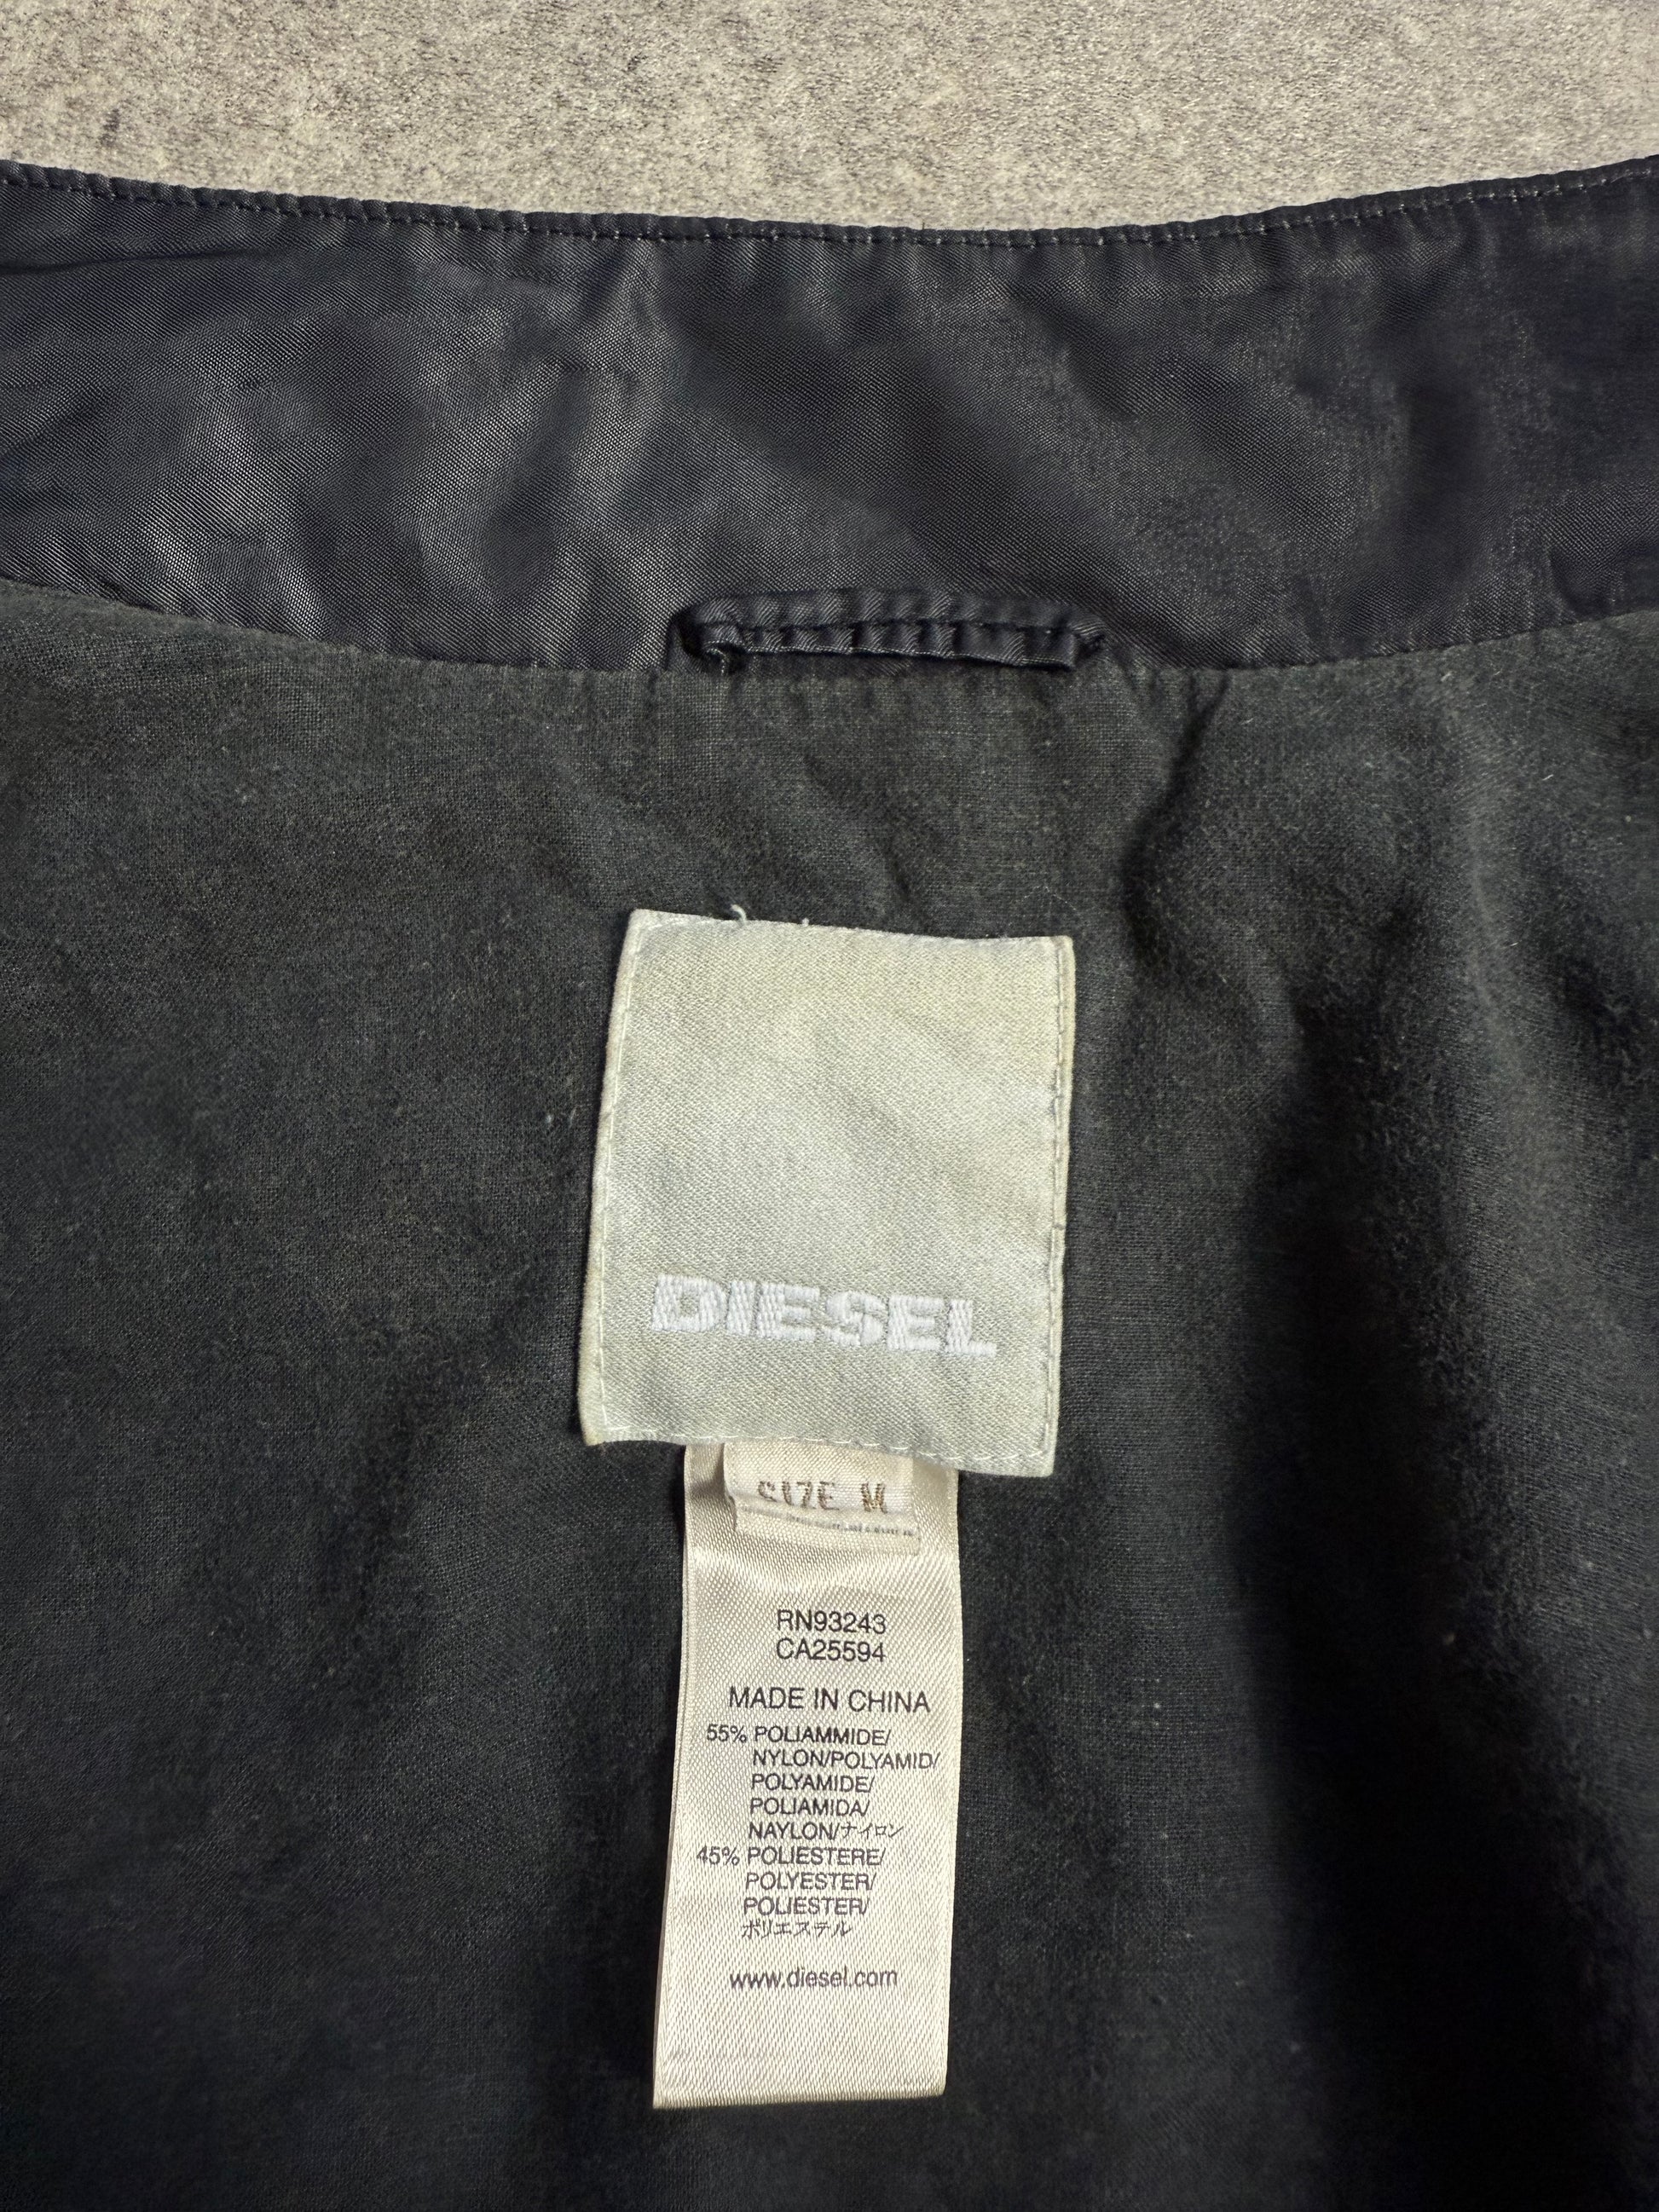 DIESEL
SIZE M
RN93243
CA25594
MADE IN CHINA
55% POLIAMMIDE/
NYLON/POLYAMID/
POLYAMIDE/
POLIAMIDA/
NAYLON/ナイロン
45% POLIESTERE/
POLYESTER/
POLIESTER/
ポリエステル
www.diesel.com